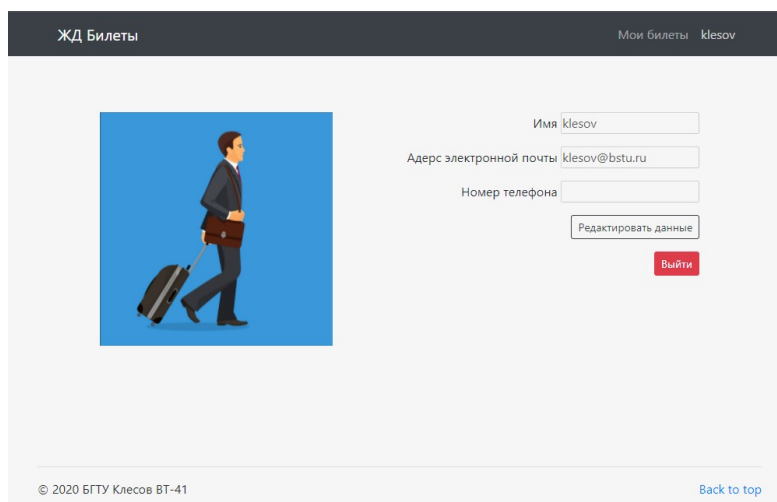 ЖД Билеты
Мои билеты klesov
Имя klesov
Адерс электронной почты klesov@bstu.ru
Номер телефона
Редактировать данные
Выйти
© 2020 БГТУ Клесов ВТ-41
Back to top